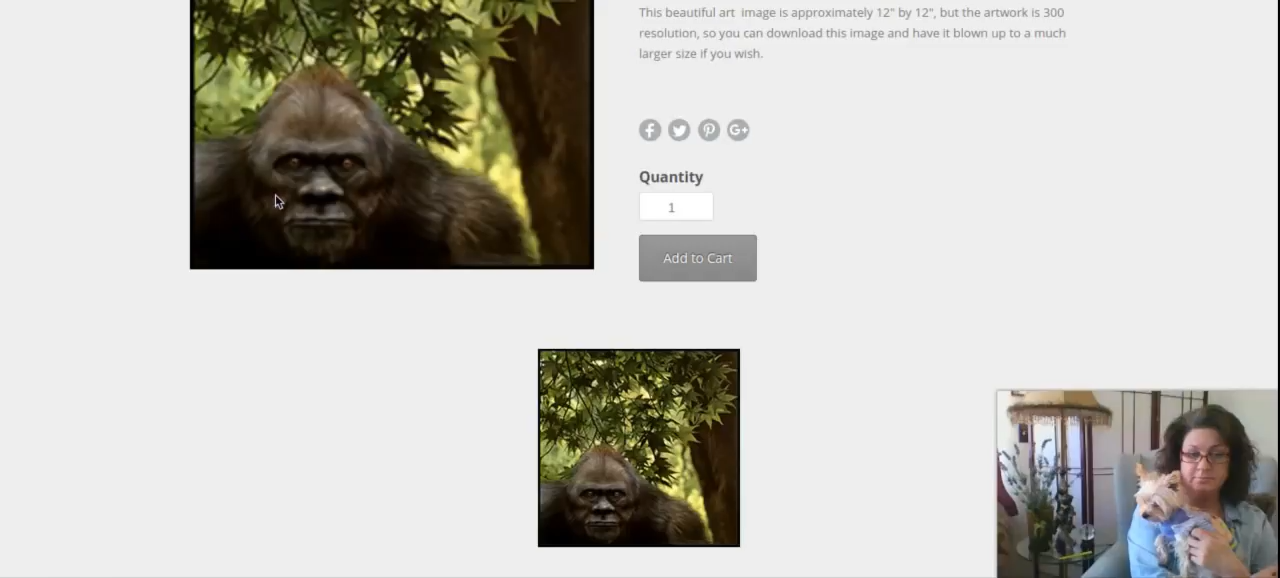 This beautiful art image is approximately 12" by 12", but the artwork is 300
resolution, so you can download this image and have it blown up to a much
larger size if you wish.
Quantity
1
Add to Cart